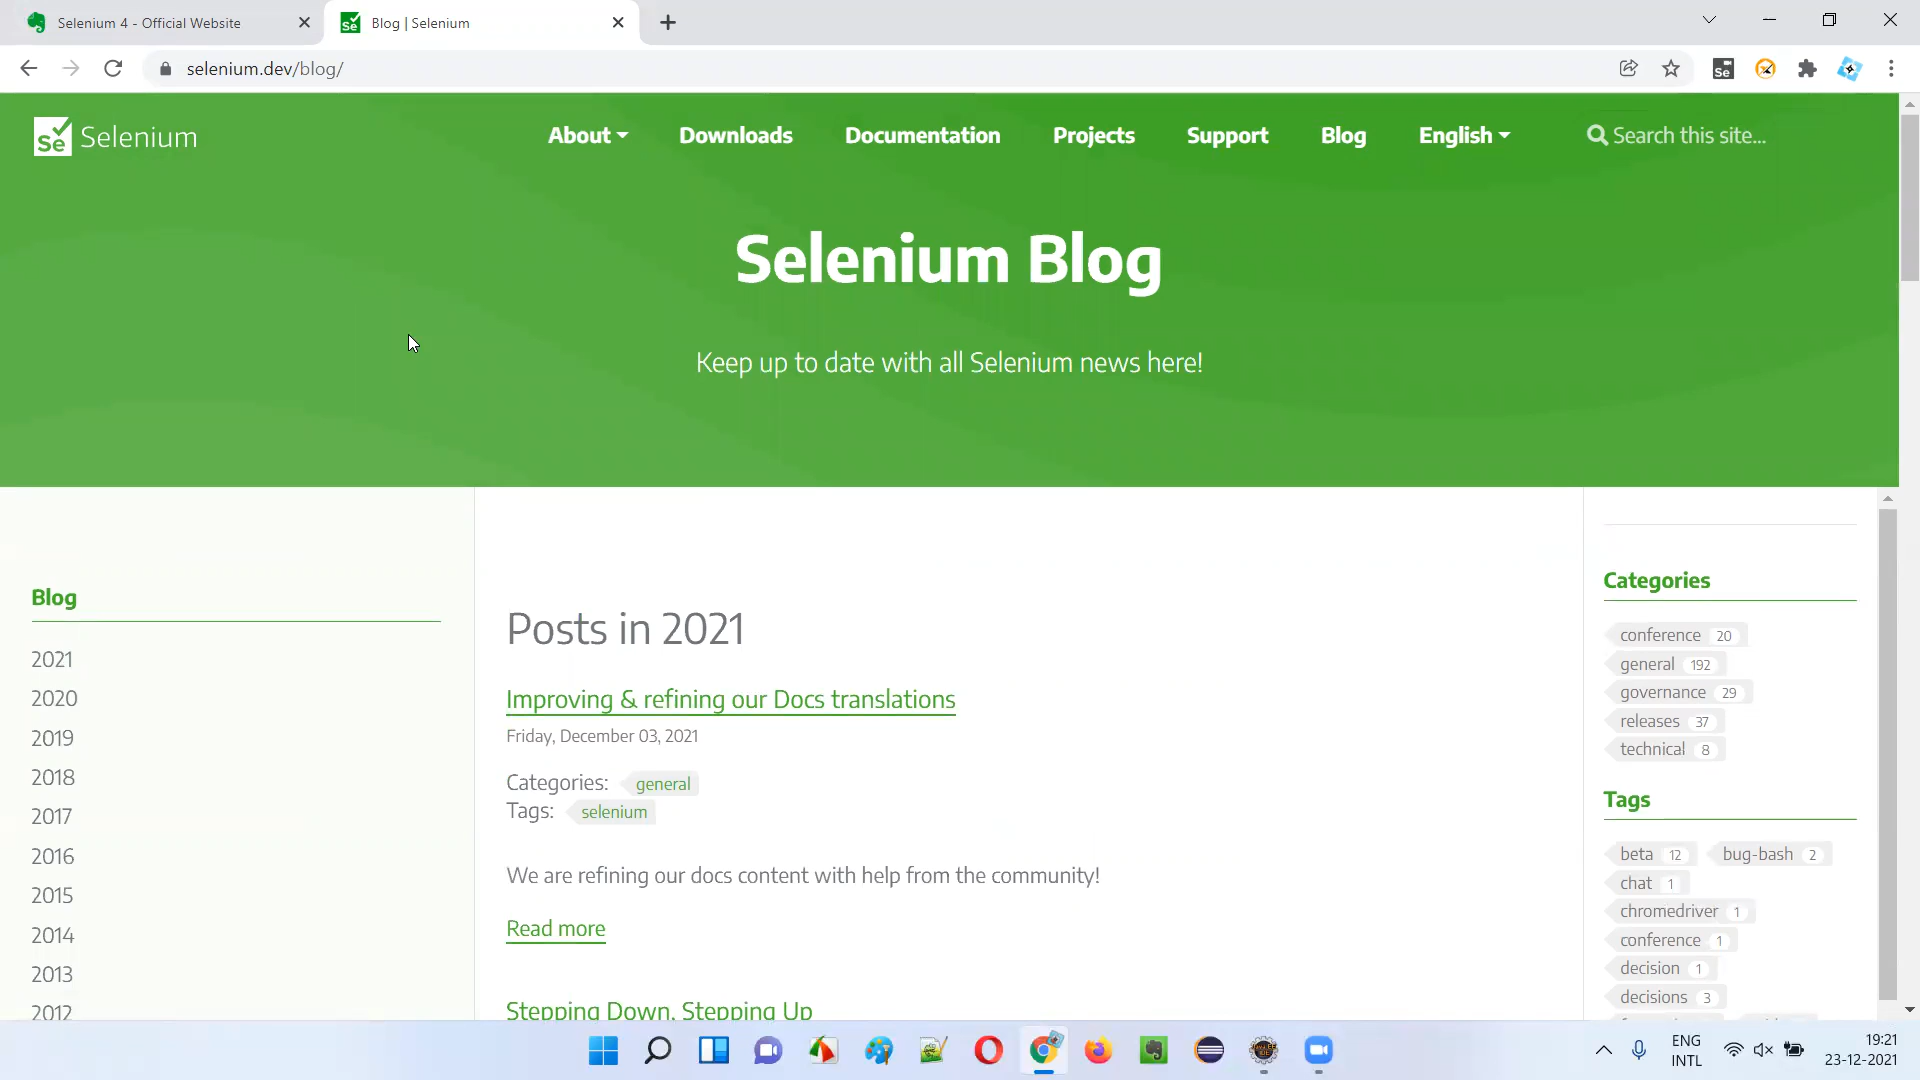 Selenium 4 - Official Website
Blog | Selenium
selenium.dev/blog/
Se
Se
Selenium
About
Downloads
Documentation
Projects
Support
Blog
English
Search this site...
Selenium Blog
Keep up to date with all Selenium news here!
Blog
2021
2020
2019
2018
2017
2016
2015
2014
2013
2012
Posts in 2021
Improving & refining our Docs translations
Friday, December 03, 2021
Categories: general
Tags: selenium
We are refining our docs content with help from the community!
Read more
Stepping Down, Stepping Up
Categories
conference 20
general 192
governance 29
releases 37
technical 8
Tags
beta 12 bug-bash 2
chat 1
chromedriver 1
conference 1
decision 1
decisions 3
ENG
INTL
19:21
23-12-2021